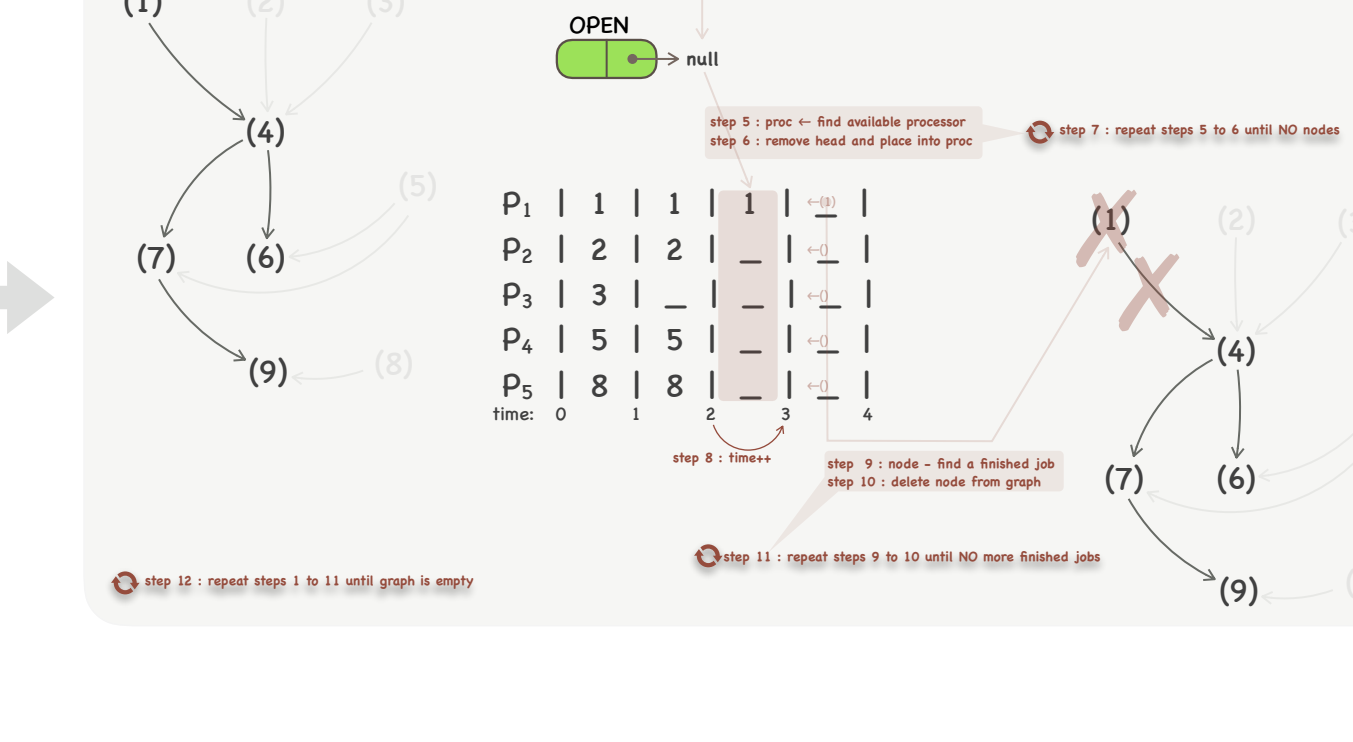 (1) (2) (3)
OPEN
null
(4)
step 5 : proc ← find available processor
step 6 : remove head and place into proc
step 7 : repeat steps 5 to 6 until NO nodes
(5)
(7) (6)
(9) (8)
P1 | 1 | 1 | 1 | ←(1) _ |
P2 | 2 | 2 | _ | ←() _ |
P3 | 3 | _ | _ | ←() _ |
P4 | 5 | 5 | _ | ←() _ |
P5 | 8 | 8 | _ | ←() _ |
time: 0 1 2 3 4
step 8 : time++
(1) (2)
(4)
(7) (6)
(9)
step 9 : node - find a finished job
step 10 : delete node from graph
step 11 : repeat steps 9 to 10 until NO more finished jobs
step 12 : repeat steps 1 to 11 until graph is empty